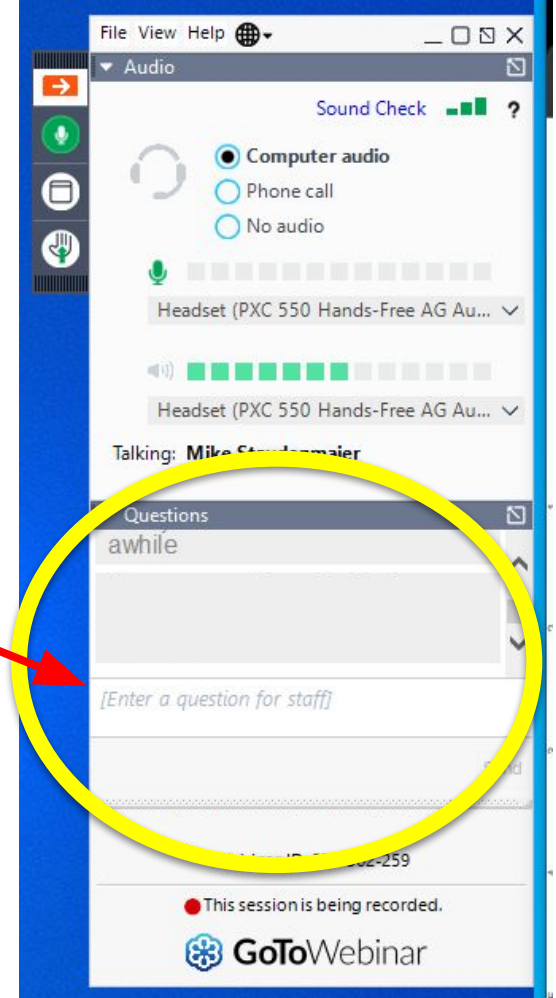 File View Help
Audio
Sound Check ?
Computer audio
Phone call
No audio
Headset (PXC 550 Hands-Free AG Au...
Headset (PXC 550 Hands-Free AG Au...
Talking: Mike
Questions
awhile
[Enter a question for staff]
-259
This session is being recorded.
GoToWebinar